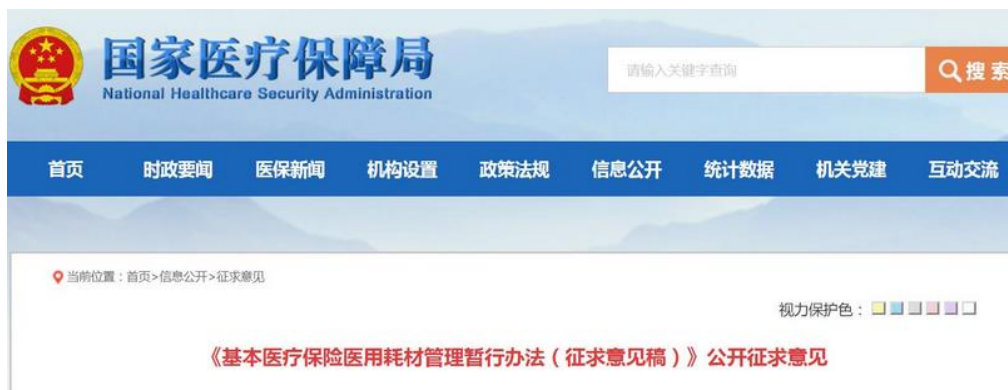 国家医疗保障局
National Healthcare Security Administration
请输入关键字查询
搜索
首页 时政要闻 医保新闻 机构设置 政策法规 信息公开 统计数据 机关党建 互动交流
当前位置：首页>信息公开>征求意见
视力保护色：
《基本医疗保险医用耗材管理暂行办法（征求意见稿）》公开征求意见